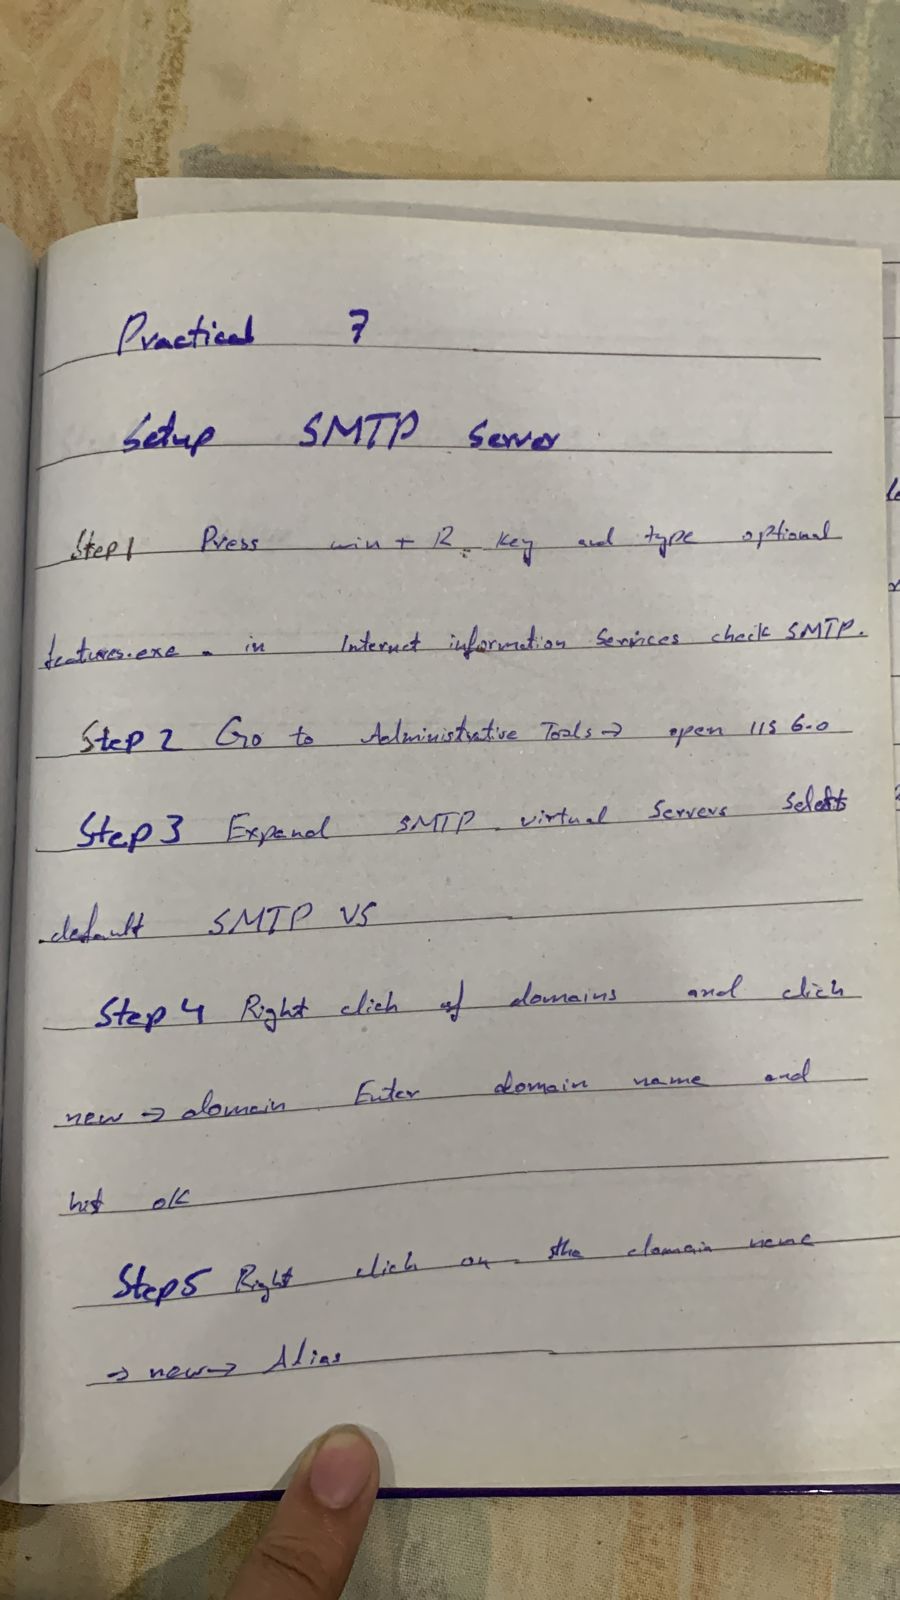 Practical 7
Setup SMTP Server
Step 1 Press win + R key and type optional
features.exe. in Internet information Services check SMTP.
Step 2 Go to Administrative Tools → open IIS 6.0
Step 3 Expand SMTP virtual Servers Select
default SMTP VS
Step 4 Right click of domains and click
new → domain Enter domain name and
hit ok
Step 5 Right click on the domain name
→ new → Alias